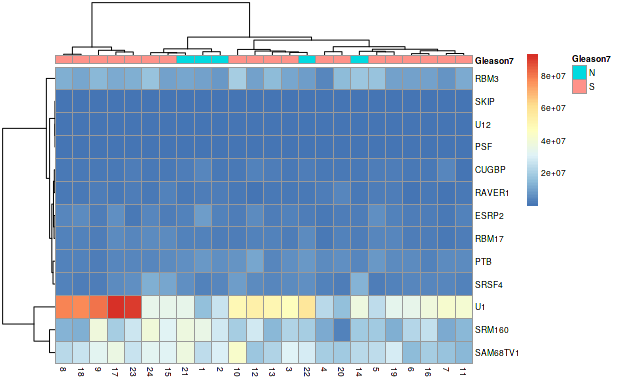 Gleason7
RBM3
SKIP
U12
PSF
CUGBP
RAVER1
ESRP2
RBM17
PTB
SRSF4
U1
SRM160
SAM68TV1
8 18 9 17 23 24 15 21 1 2 10 12 13 3 22 4 20 14 5 19 6 16 7 11
8e+07
6e+07
4e+07
2e+07
Gleason7
N
S